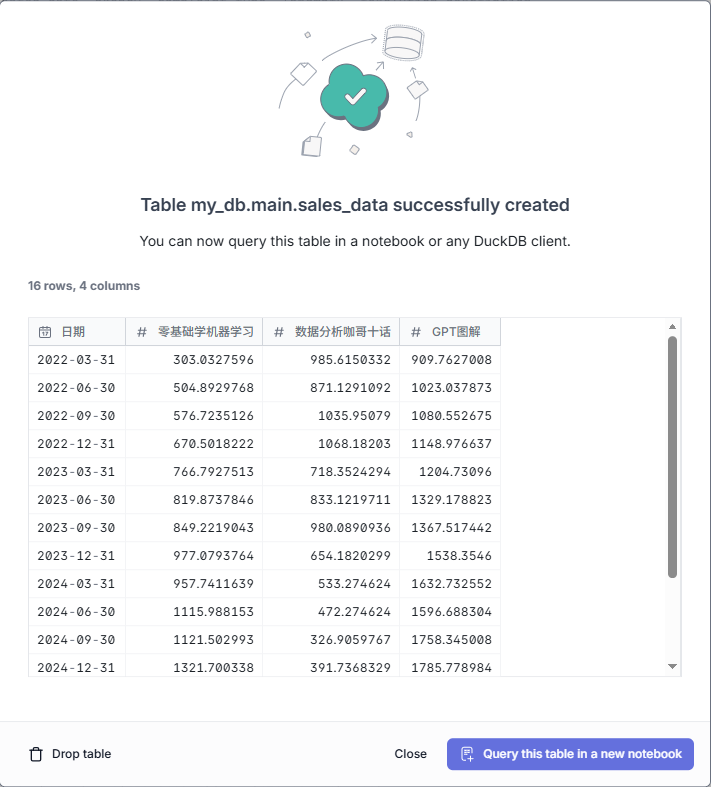 Table my_db.main.sales_data successfully created
You can now query this table in a notebook or any DuckDB client.
16 rows, 4 columns
日期 # 零基础学机器学习 # 数据分析咖哥十话 # GPT图解
2022-03-31 303.0327596 985.6150332 909.7627008
2022-06-30 504.8929768 871.1291092 1023.037873
2022-09-30 576.7235126 1035.95079 1080.552675
2022-12-31 670.5018222 1068.18203 1148.976637
2023-03-31 766.7927513 718.3524294 1204.73096
2023-06-30 819.8737846 833.1219711 1329.178823
2023-09-30 849.2219043 980.0890936 1367.517442
2023-12-31 977.0793764 654.1820299 1538.3546
2024-03-31 957.7411639 533.274624 1632.732552
2024-06-30 1115.988153 472.274624 1596.688304
2024-09-30 1121.502993 326.9059767 1758.345008
2024-12-31 1321.700338 391.7368329 1785.778984
Drop table Close Query this table in a new notebook